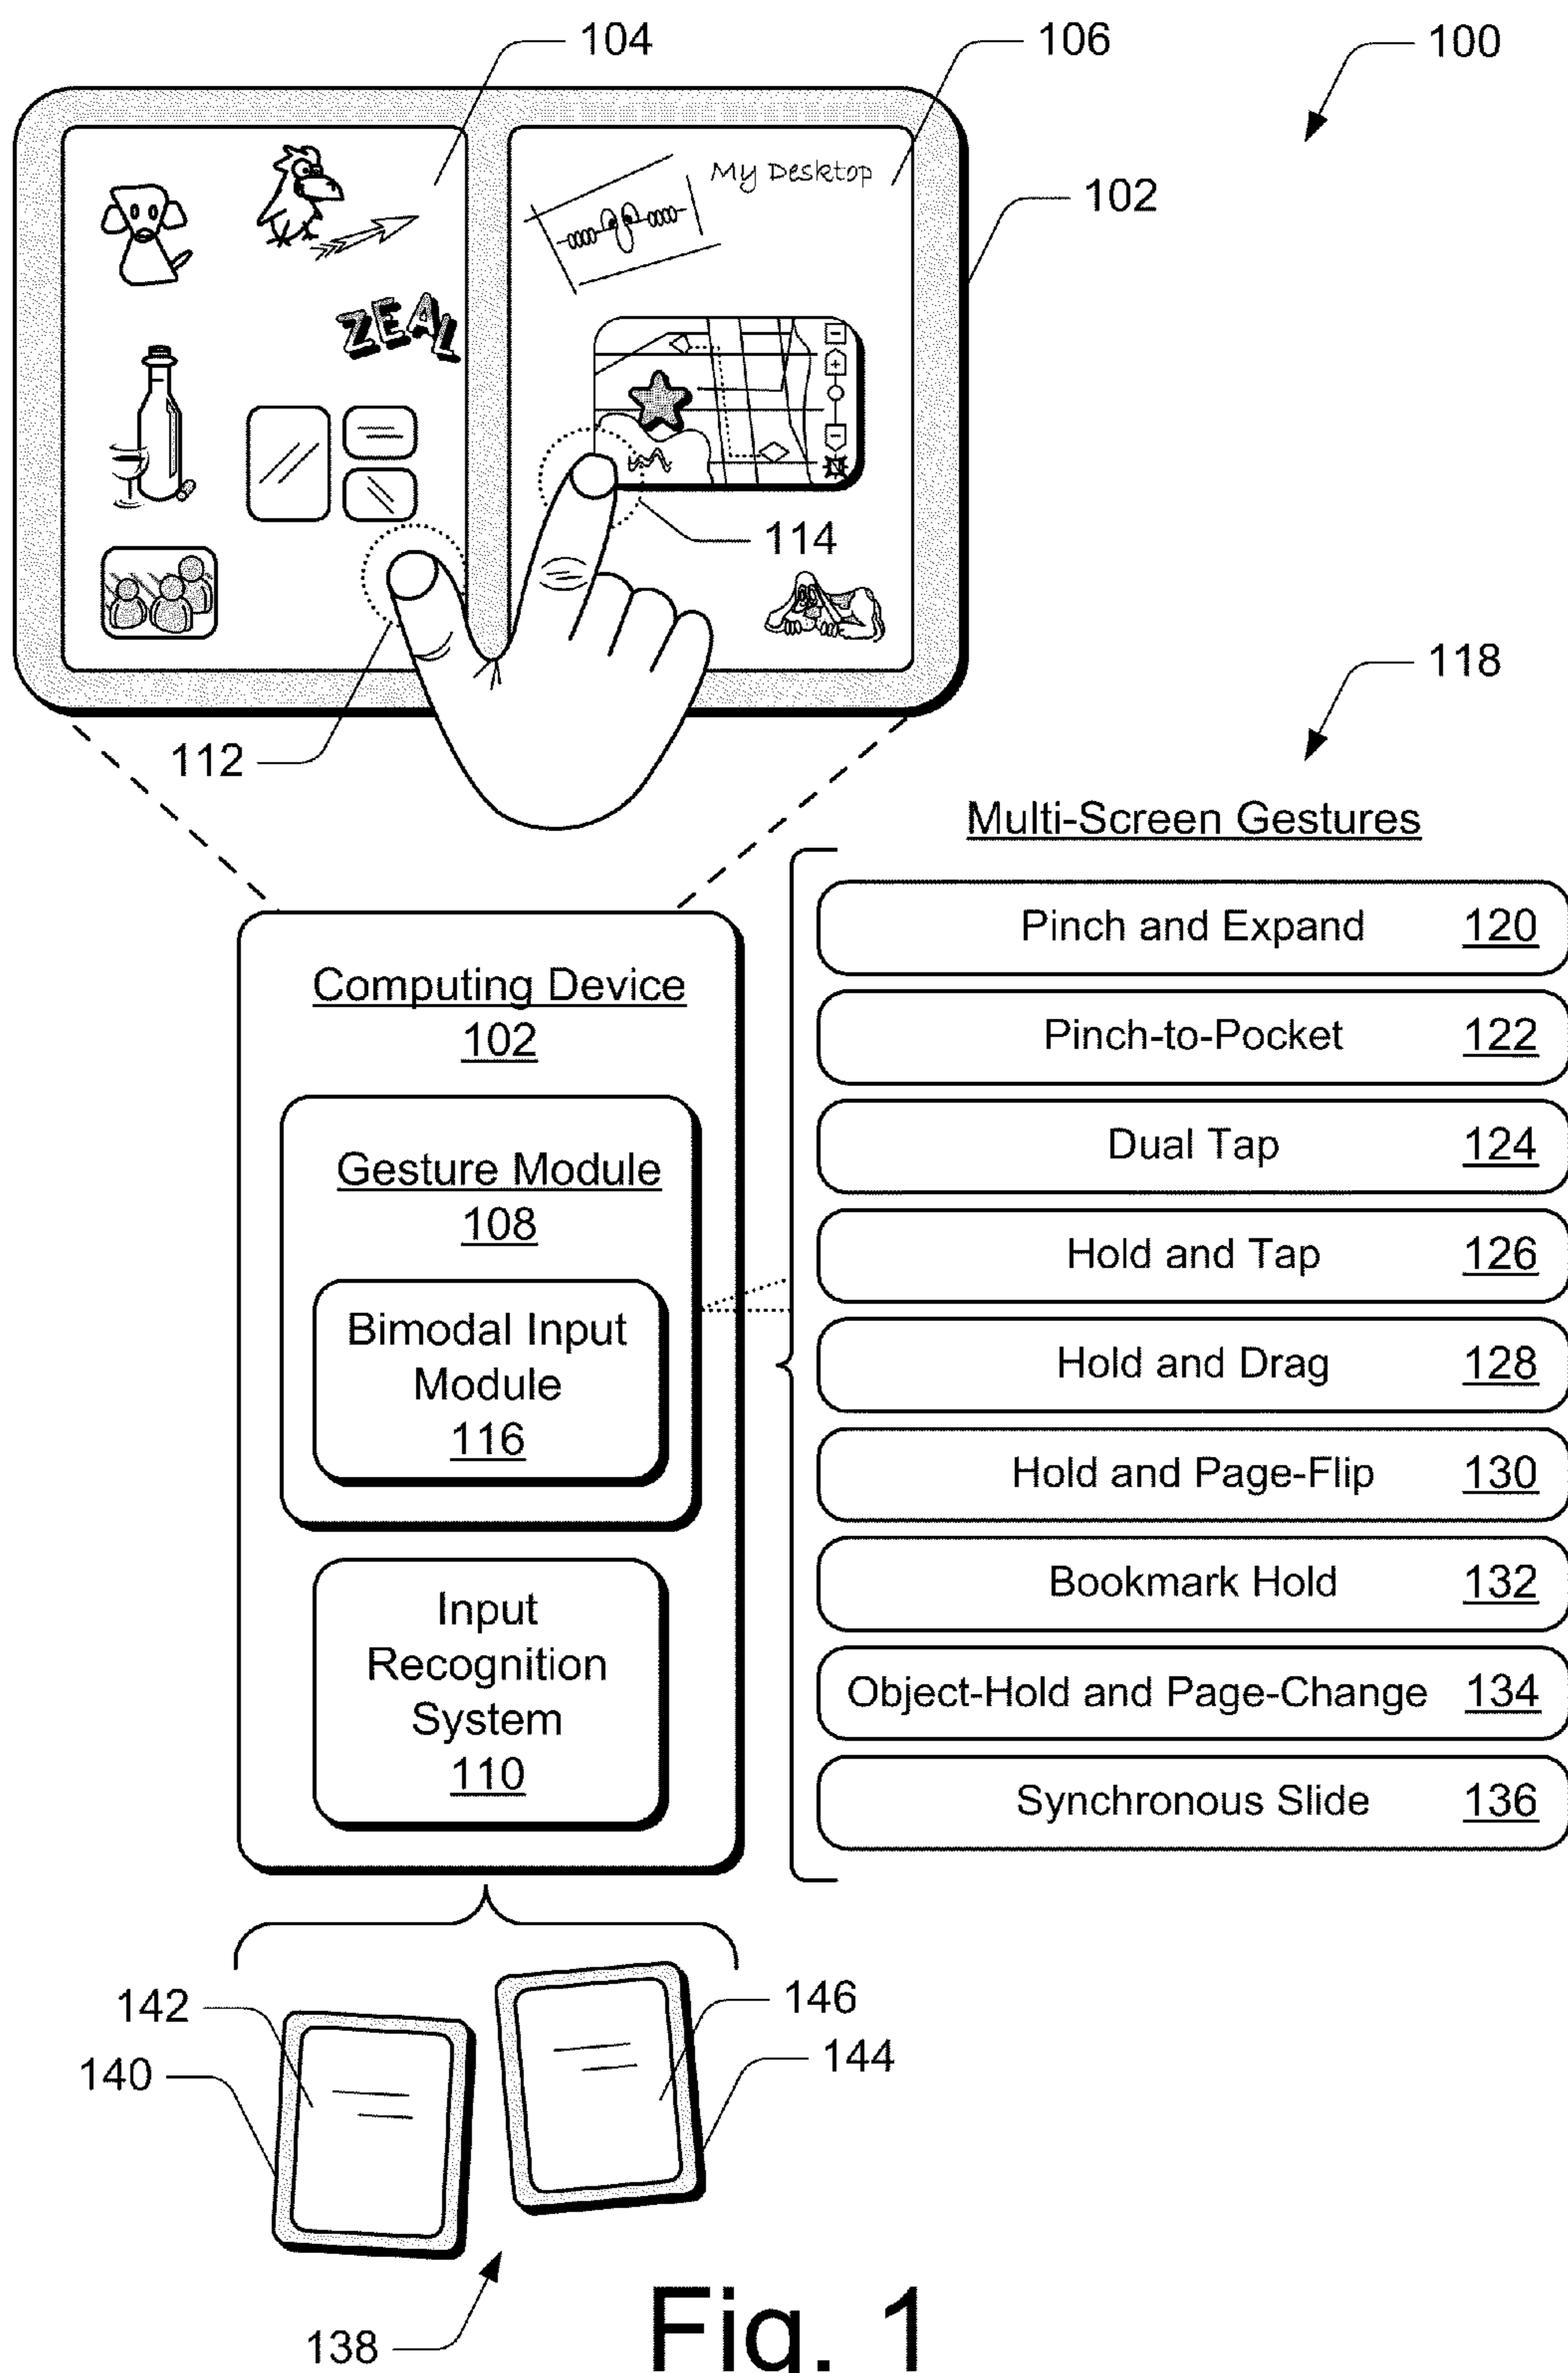 104
106
100
My Desktop
102
ZEAL
114
118
112
Multi-Screen Gestures
Pinch and Expand 120
Pinch-to-Pocket 122
Dual Tap 124
Hold and Tap 126
Hold and Drag 128
Hold and Page-Flip 130
Bookmark Hold 132
Object-Hold and Page-Change 134
Synchronous Slide 136
Computing Device
102
Gesture Module
108
Bimodal Input
Module
116
Input
Recognition
System
110
142
146
140
144
138
Fig. 1